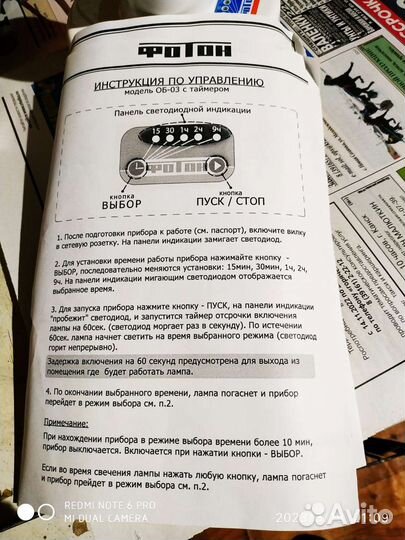 ФОТОН
ИНСТРУКЦИЯ ПО УПРАВЛЕНИЮ
модель ОБ-03 с таймером
Панель светодиодной индикации
15 30 1ч 2ч 9ч
ФОТОН
кнопка
ВЫБОР
кнопка
ПУСК / СТОП
1. После подготовки прибора к работе (см. паспорт), включите вилку
в сетевую розетку. На панели индикации замигает светодиод.
2. Для установки времени работы прибора нажимайте кнопку -
ВЫБОР, последовательно меняются установки: 15мин, 30мин, 1ч, 2ч,
9ч. На панели индикации мигающим светодиодом отображается
выбранное время.
3. Для запуска прибора нажмите кнопку - ПУСК, на панели индикации
"пробежит" светодиод, и запустится таймер отсрочки включения
лампы на 60сек. (светодиод моргает раз в секунду). По истечении
60сек. лампа начнет светить на время выбранного режима (светодиод
горит непрерывно).
Задержка включения на 60 секунд предусмотрена для выхода из
помещения где будет работать лампа.
4. По окончании выбранного времени, лампа погаснет и прибор
перейдет в режим выбора см. п.2.
Примечание:
При нахождении прибора в режиме выбора времени более 10 мин,
прибор выключается. Включается при нажатии кнопки - ВЫБОР.
Если во время свечения лампы нажать любую кнопку, лампа погаснет
и прибор прейдет в режим выбора см. п.2.
REDMI NOTE 6 PRO
MI DUAL CAMERA
Avito